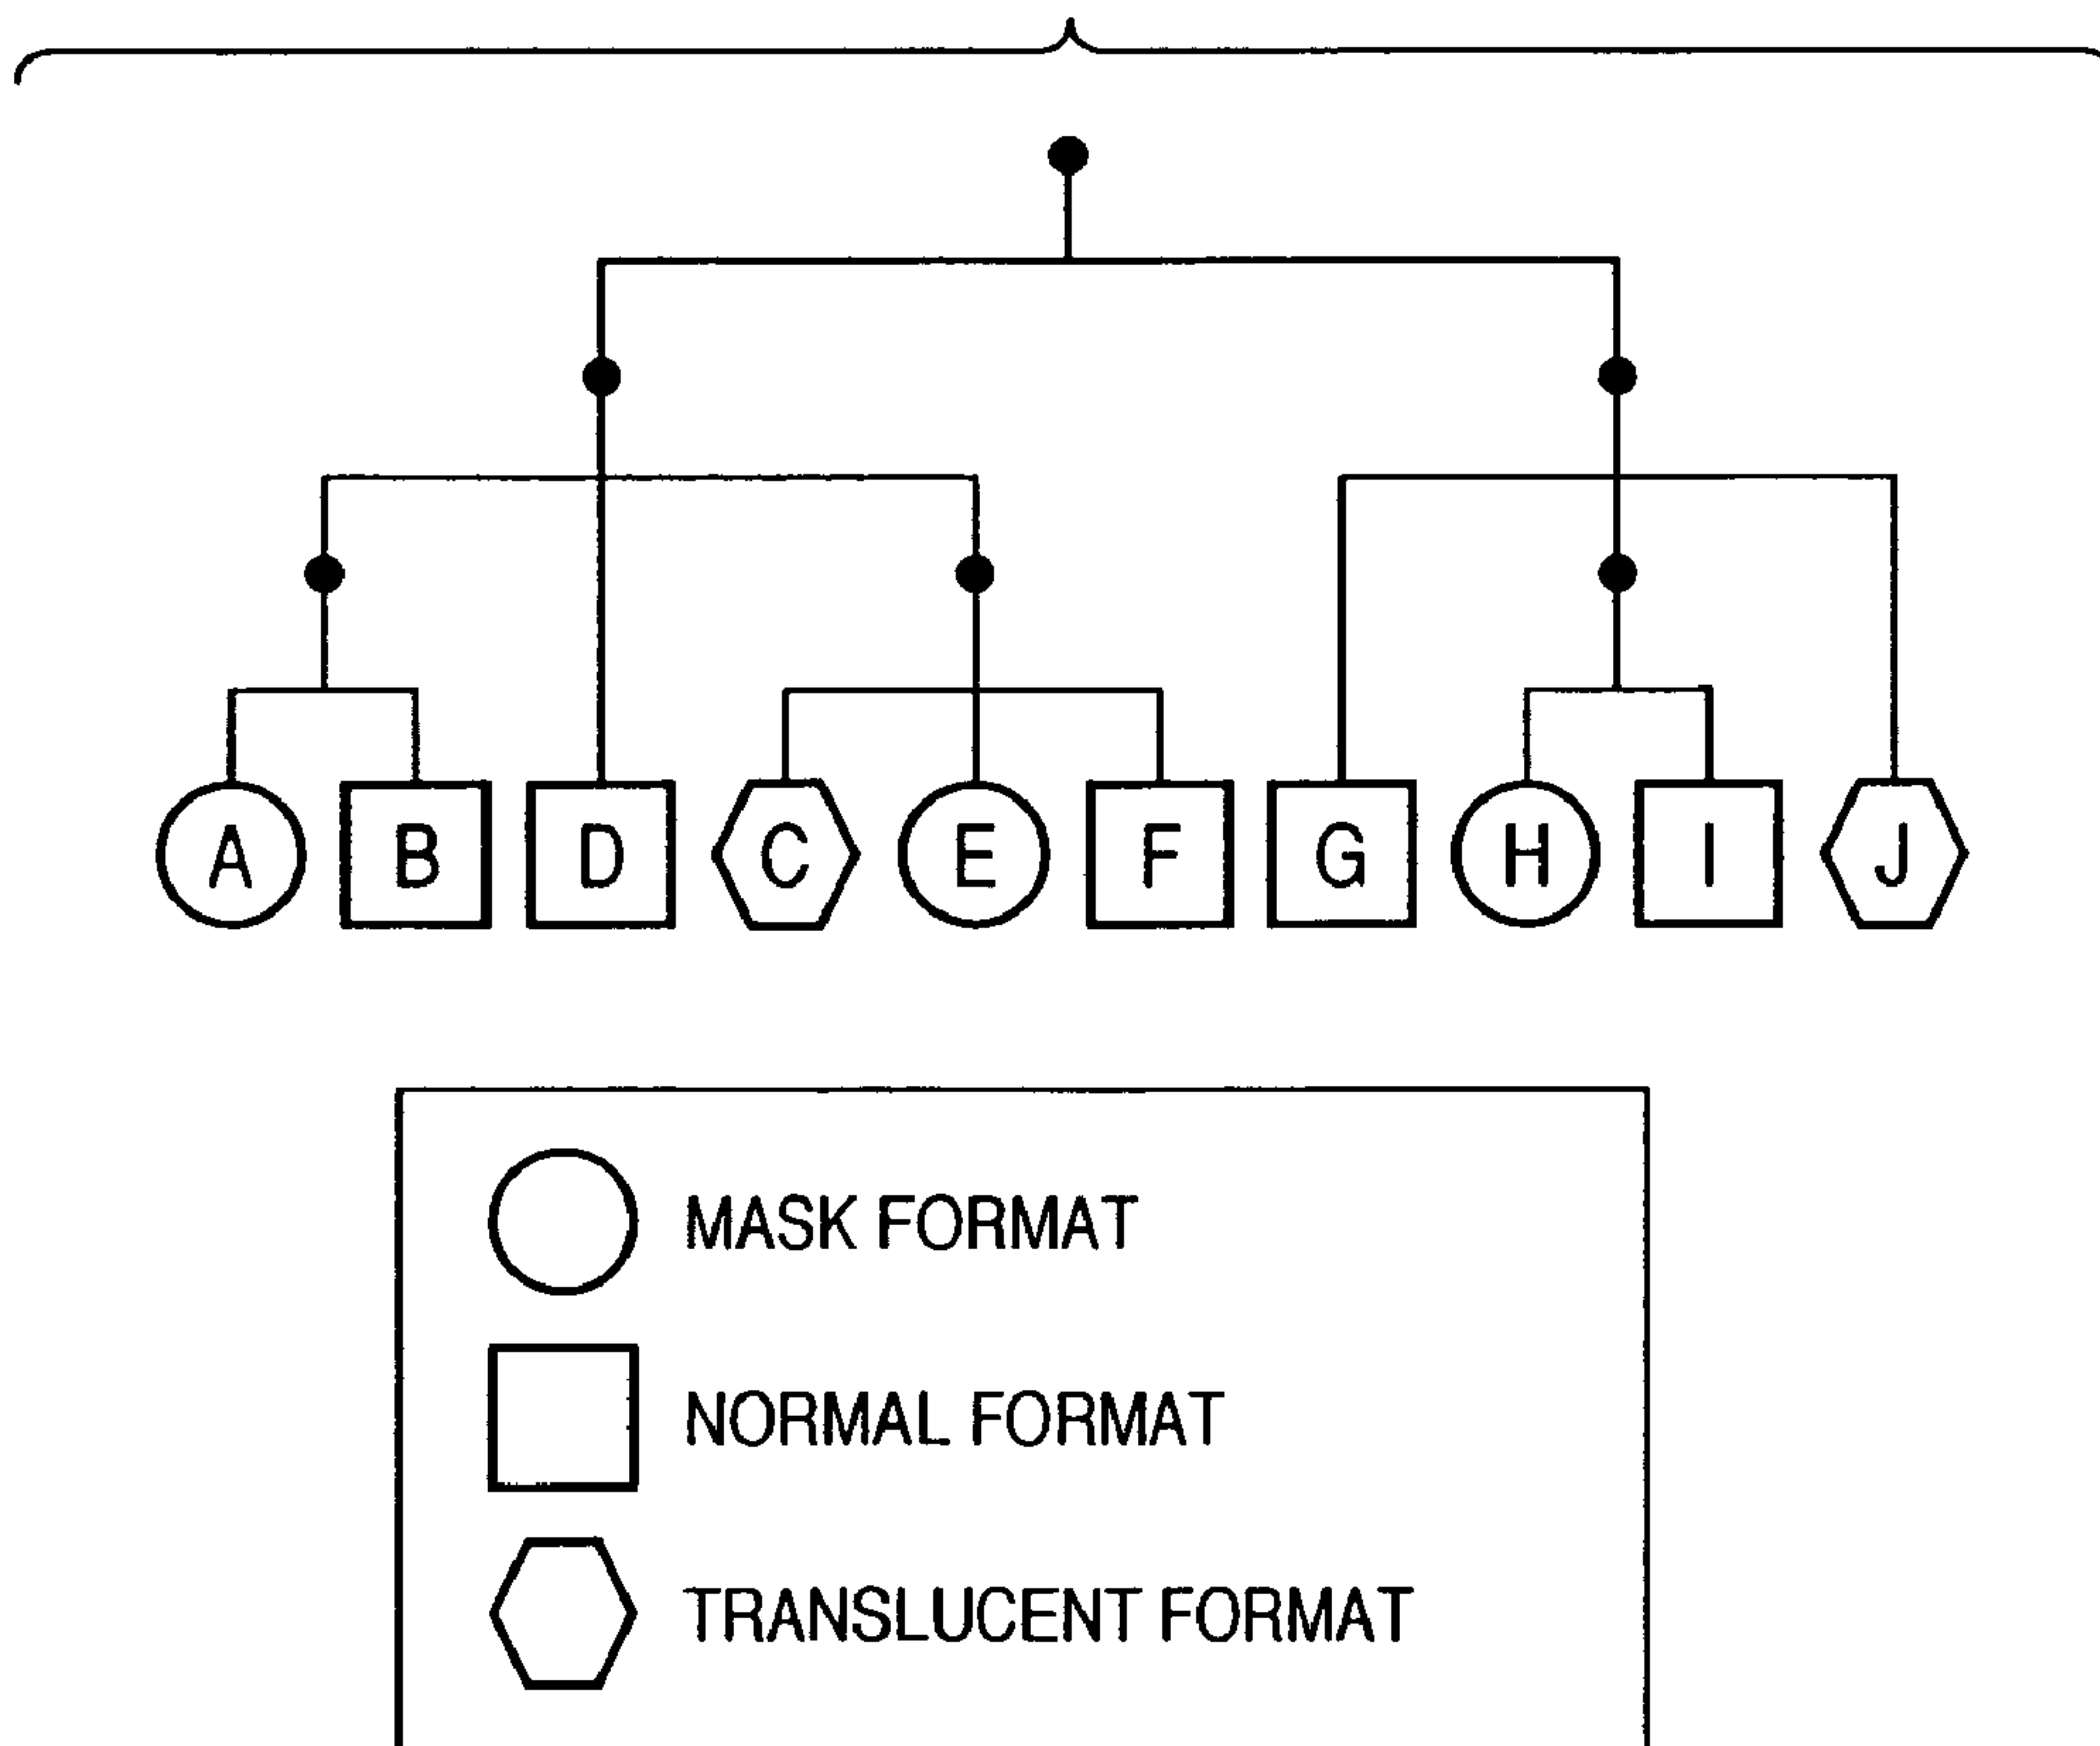 A B D C E F G H I J
MASK FORMAT
NORMAL FORMAT
TRANSLUCENT FORMAT